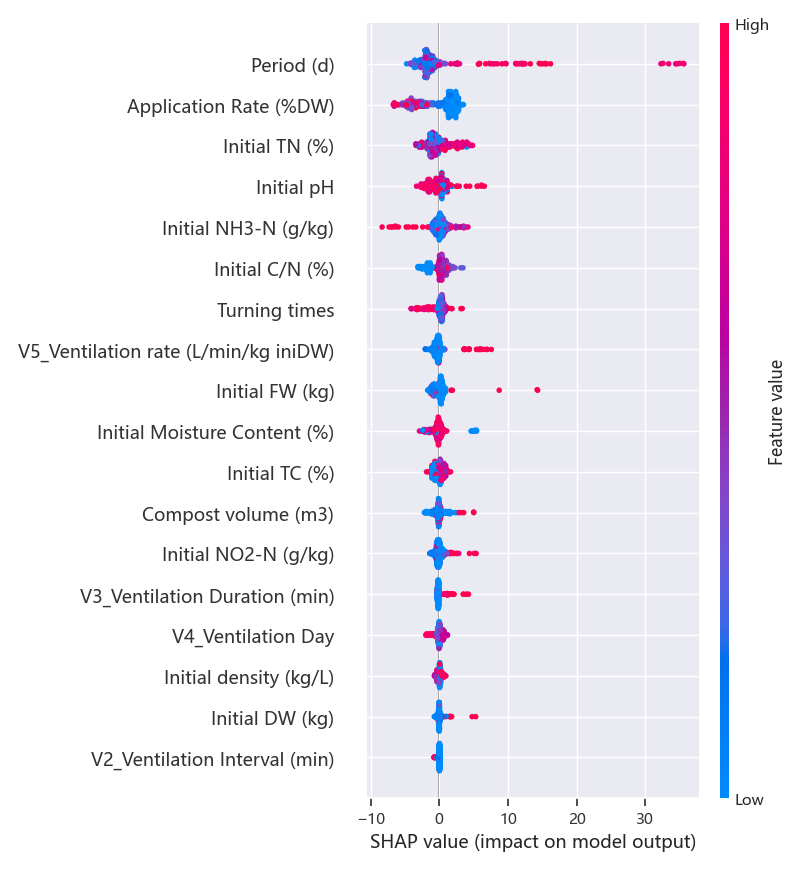 High
Period (d)
Application Rate (%DW)
Initial TN (%)
Initial pH
Initial NH3-N (g/kg)
Initial C/N (%)
Turning times
V5_Ventilation rate (L/min/kg iniDW)
Initial FW (kg)
Initial Moisture Content (%)
Initial TC (%)
Compost volume (m3)
Initial NO2-N (g/kg)
V3_Ventilation Duration (min)
V4_Ventilation Day
Initial density (kg/L)
Initial DW (kg)
V2_Ventilation Interval (min)
Feature value
Low
−10 0 10 20 30
SHAP value (impact on model output)